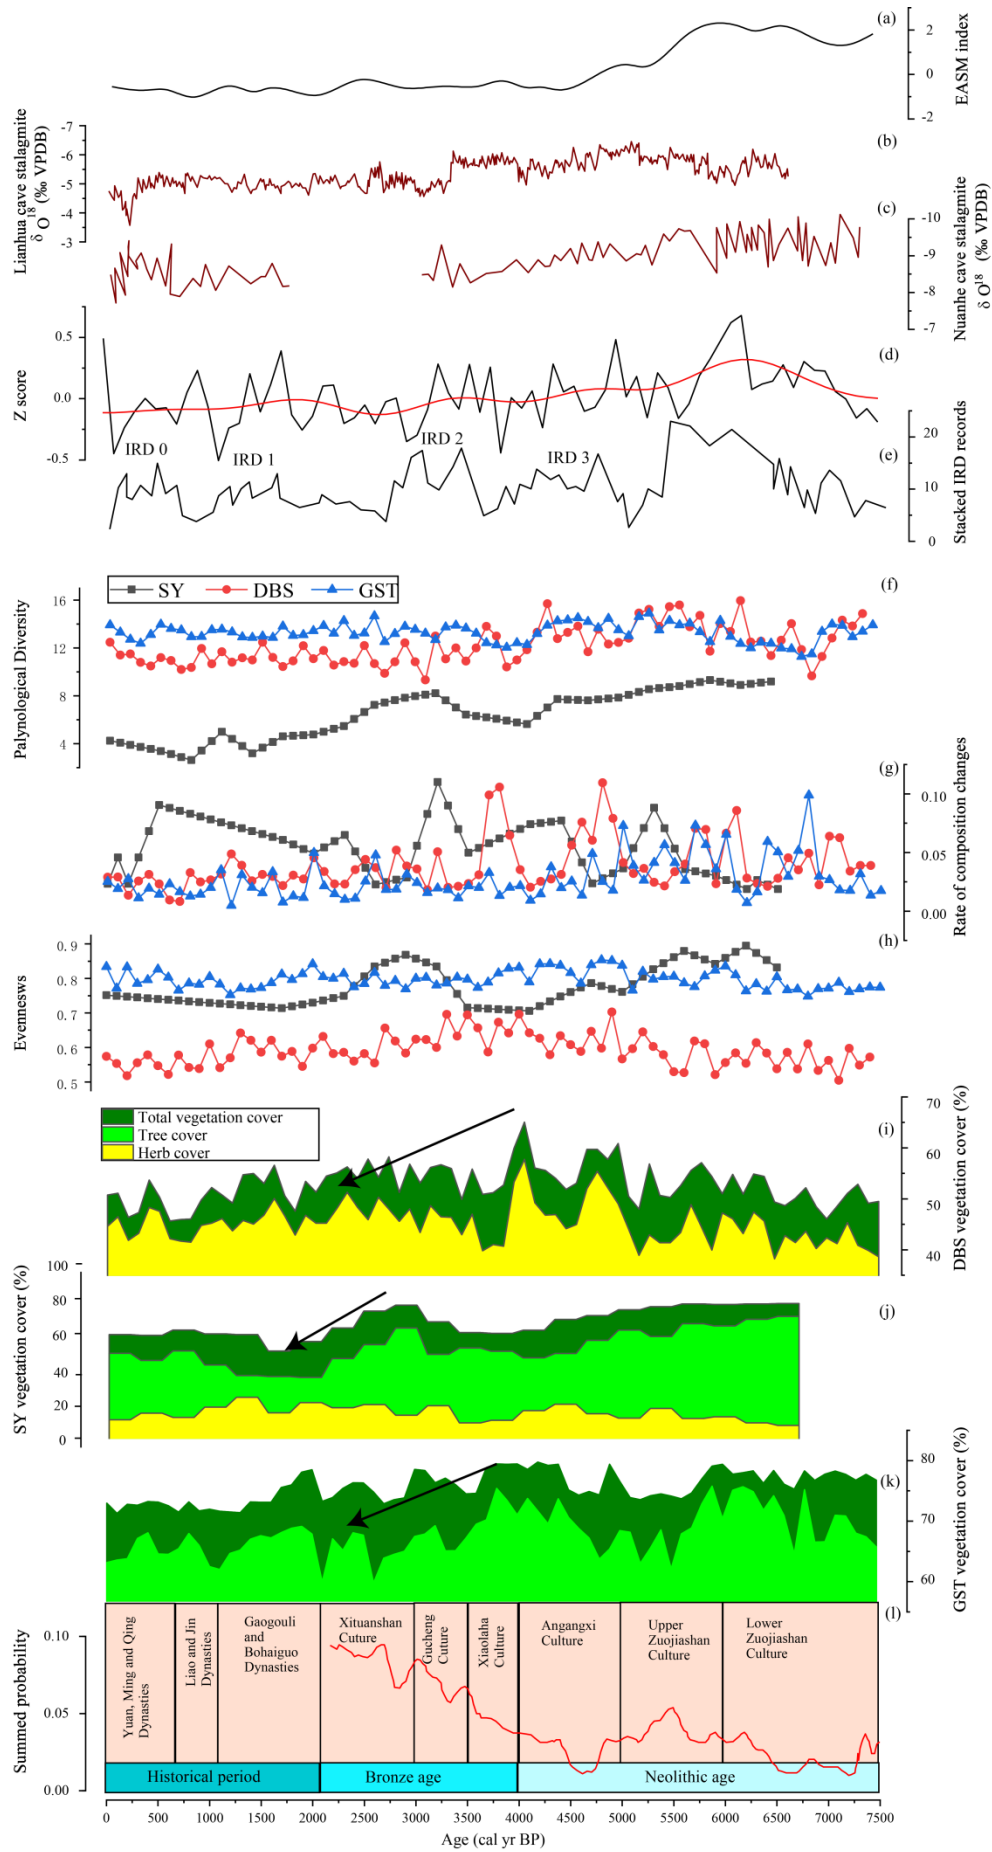 (a)
2
0
-2
EASM index
-7
-6
-5
-4
-3
Lianhua cave stalagmite
δ O18 (‰ VPDB)
(b)
(c)
-10
-9
-8
-7
Nuanhe cave stalagmite
δ O18 (‰ VPDB)
0.5
0.0
-0.5
Z score
(d)
IRD 0
IRD 1
IRD 2
IRD 3
(e)
20
10
0
Stacked IRD records
SY
DBS
GST
(f)
16
12
8
4
Palynological Diversity
(g)
0.10
0.05
0.00
Rate of composition changes
(h)
0.9
0.8
0.7
0.6
0.5
Evennesws
Total vegetation cover
Tree cover
Herb cover
(i)
70
60
50
40
DBS vegetation cover (%)
100
80
60
40
20
0
SY vegetation cover (%)
(j)
(k)
80
70
60
GST vegetation cover (%)
(l)
0.10
0.05
0.00
Summed probability
Yuan, Ming and Qing
Dynasties
Liao and Jin
Dynasties
Gaogouli
and
Bohaiguo
Dynasties
Xituanshan
Cuture
Gucheng
Cuture
Xiaolaha
Culture
Angangxi
Culture
Upper
Zuojiashan
Culture
Lower
Zuojiashan
Culture
Historical period
Bronze age
Neolithic age
0 500 1000 1500 2000 2500 3000 3500 4000 4500 5000 5500 6000 6500 7000 7500
Age (cal yr BP)